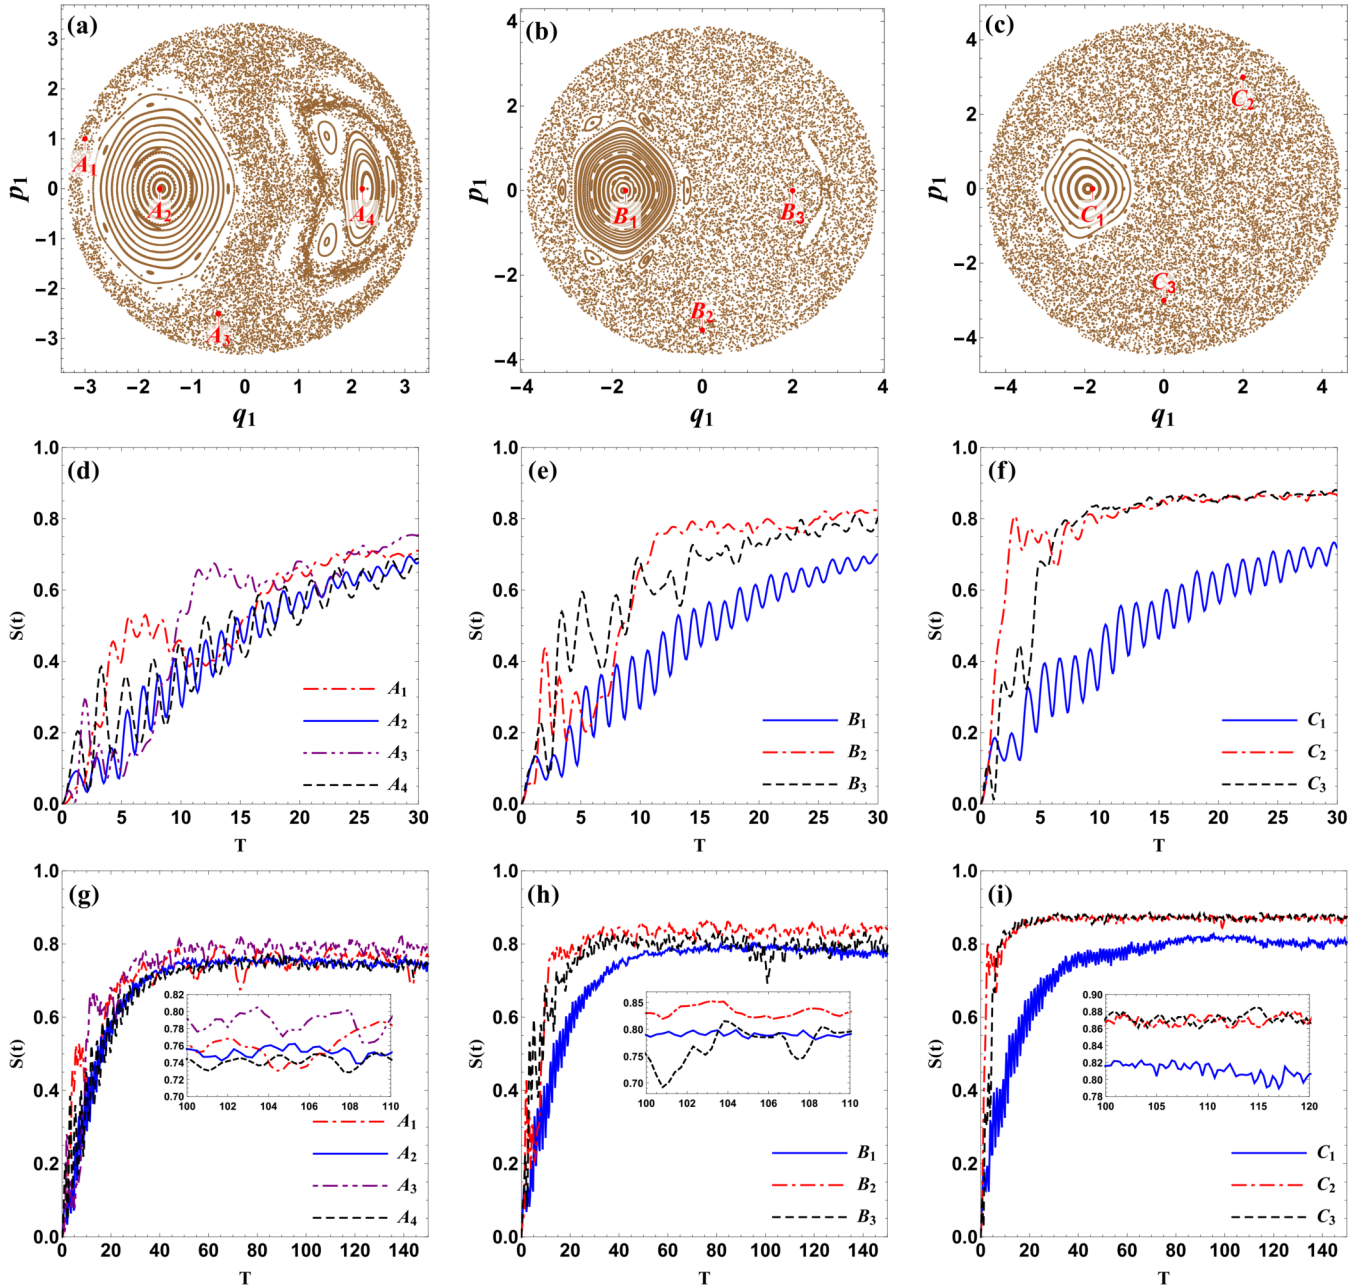 (a)
p1
3
2
1
0
−1
−2
−3
A1
A2
A3
A4
−3 −2 −1 0 1 2 3
q1
(b)
p1
4
2
0
−2
−4
B1
B2
B3
−4 −2 0 2 4
q1
(c)
p1
4
2
0
−2
−4
C1
C2
C3
−4 −2 0 2 4
q1
(d)
S(t)
1.0
0.8
0.6
0.4
0.2
0.0
A1
A2
A3
A4
0 5 10 15 20 25 30
T
(e)
S(t)
1.0
0.8
0.6
0.4
0.2
0.0
B1
B2
B3
0 5 10 15 20 25 30
T
(f)
S(t)
1.0
0.8
0.6
0.4
0.2
0.0
C1
C2
C3
0 5 10 15 20 25 30
T
(g)
S(t)
1.0
0.8
0.6
0.4
0.2
0.0
0.82
0.80
0.78
0.76
0.74
0.72
0.70
100 102 104 106 108 110
A1
A2
A3
A4
0 20 40 60 80 100 120 140
T
(h)
S(t)
1.0
0.8
0.6
0.4
0.2
0.0
0.85
0.80
0.75
0.70
100 102 104 106 108 110
B1
B2
B3
0 20 40 60 80 100 120 140
T
(i)
S(t)
1.0
0.8
0.6
0.4
0.2
0.0
0.90
0.88
0.86
0.84
0.82
0.80
0.78
100 105 110 115 120
C1
C2
C3
0 20 40 60 80 100 120 140
T